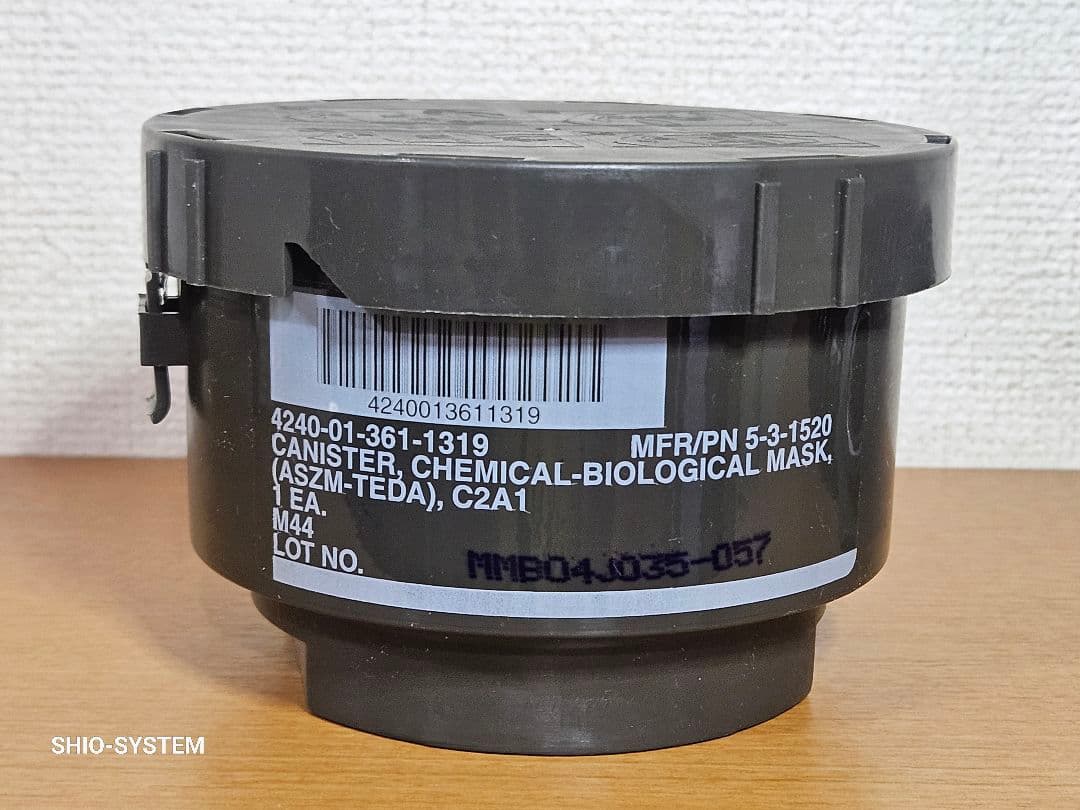 4240013611319
4240-01-361-1319 MFR/PN 5-3-1520
CANISTER, CHEMICAL-BIOLOGICAL MASK,
(ASZM-TEDA), C2A1
1 EA.
M44
LOT NO. MMB04J035-057
SHIO-SYSTEM